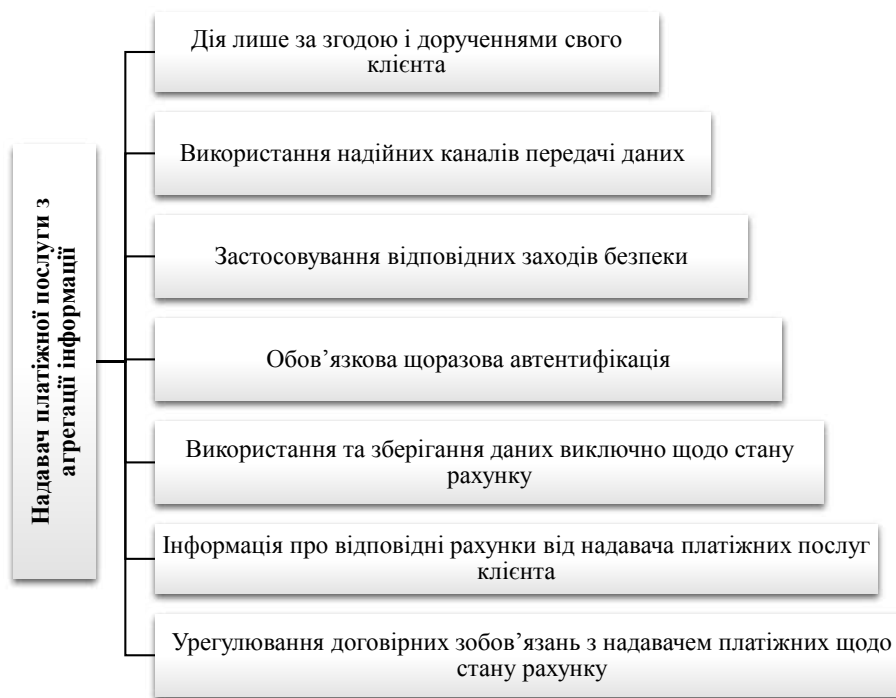 Надавач платіжної послуги з
агрегації інформації
Дія лише за згодою і дорученнями свого
клієнта
Використання надійних каналів передачі даних
Застосовування відповідних заходів безпеки
Обов’язкова щоразова автентифікація
Використання та зберігання даних виключно щодо стану
рахунку
Інформація про відповідні рахунки від надавача платіжних послуг
клієнта
Урегулювання договірних зобов’язань з надавачем платіжних щодо
стану рахунку